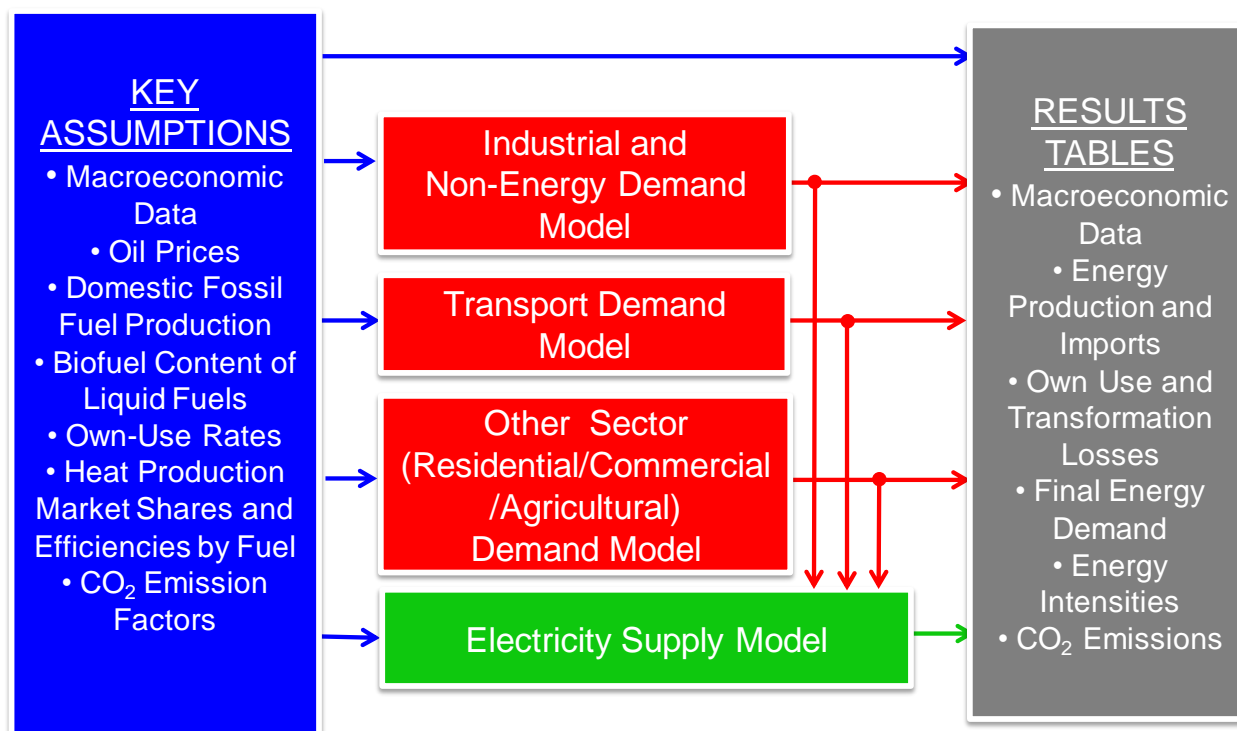 KEY
ASSUMPTIONS
• Macroeconomic
Data
• Oil Prices
• Domestic Fossil
Fuel Production
• Biofuel Content of
Liquid Fuels
• Own-Use Rates
• Heat Production
Market Shares and
Efficiencies by Fuel
• CO₂ Emission
Factors
Industrial and
Non-Energy Demand
Model
Transport Demand
Model
Other Sector
(Residential/Commercial
/Agricultural)
Demand Model
Electricity Supply Model
RESULTS
TABLES
• Macroeconomic
Data
• Energy
Production and
Imports
• Own Use and
Transformation
Losses
• Final Energy
Demand
• Energy
Intensities
• CO₂ Emissions